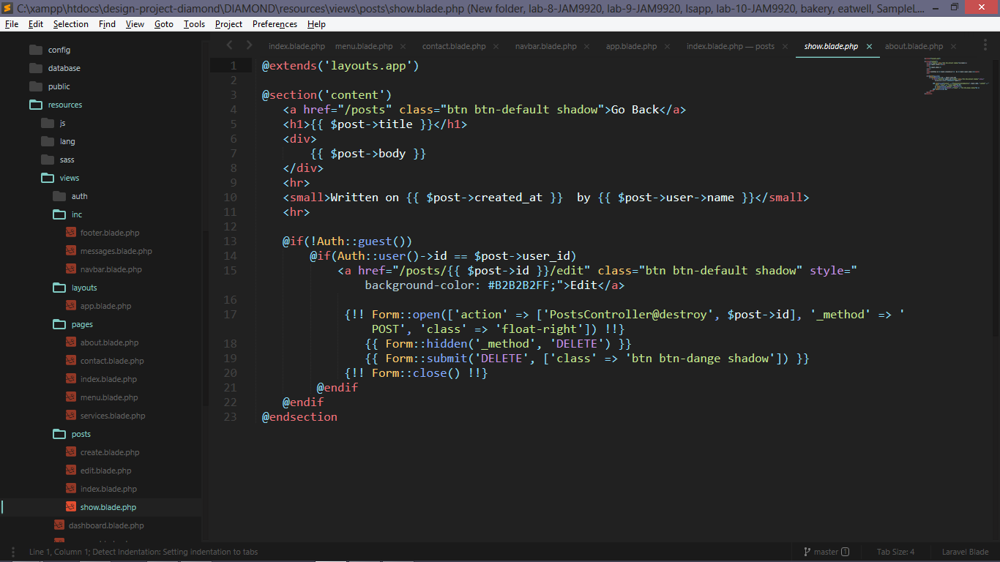 C:\xampp\htdocs\design-project-diamond\DIAMOND\resources\views\posts\show.blade.php (New folder, lab-8-JAM9920, lab-9-JAM9920, lsapp, lab-10-JAM9920, bakery, eatwell, SampleL...
File Edit Selection Find View Goto Tools Project Preferences Help
config
database
public
resources
js
lang
sass
views
auth
inc
footer.blade.php
messages.blade.php
navbar.blade.php
layouts
app.blade.php
pages
about.blade.php
contact.blade.php
index.blade.php
menu.blade.php
services.blade.php
posts
create.blade.php
edit.blade.php
index.blade.php
show.blade.php
dashboard.blade.php
index.blade.php menu.blade.php contact.blade.php navbar.blade.php app.blade.php index.blade.php — posts show.blade.php about.blade.php
1 @extends('layouts.app')
2
3 @section('content')
4 <a href="/posts" class="btn btn-default shadow">Go Back</a>
5 <h1>{{ $post->title }}</h1>
6 <div>
7 {{ $post->body }}
8 </div>
9 <hr>
10 <small>Written on {{ $post->created_at }}  by {{ $post->user->name }}</small>
11 <hr>
12
13 @if(!Auth::guest())
14 @if(Auth::user()->id == $post->user_id)
15 <a href="/posts/{{ $post->id }}/edit" class="btn btn-default shadow" style="
background-color: #B2B2B2FF;">Edit</a>
16
17 {!! Form::open(['action' => ['PostsController@destroy', $post->id], '_method' => '
POST', 'class' => 'float-right']) !!}
18 {{ Form::hidden('_method', 'DELETE') }}
19 {{ Form::submit('DELETE', ['class' => 'btn btn-dange shadow']) }}
20 {!! Form::close() !!}
21 @endif
22 @endif
23 @endsection
Line 1, Column 1; Detect Indentation: Setting indentation to tabs
master 1 Tab Size: 4 Laravel Blade